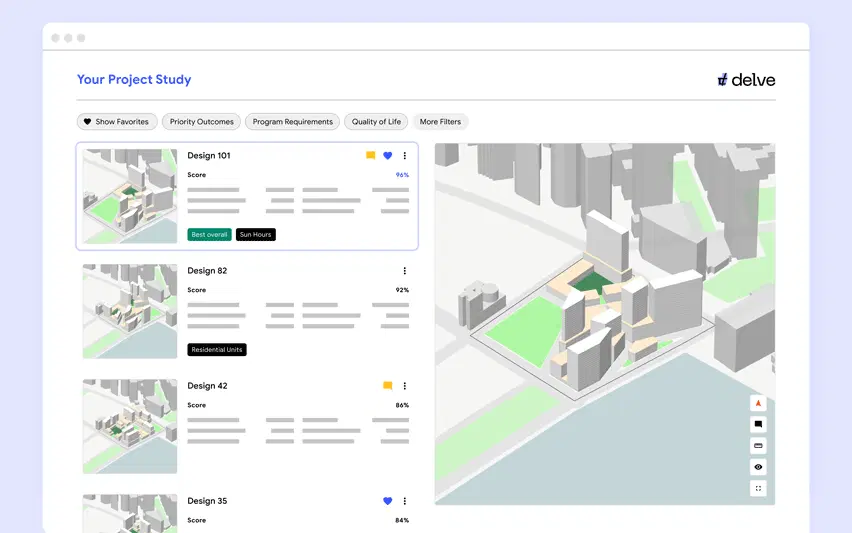 Your Project Study
delve
Show Favorites
Priority Outcomes
Program Requirements
Quality of Life
More Filters
Design 101
Score
96%
Best overall
Sun Hours
Design 82
Score
92%
Residential Units
Design 42
Score
86%
Design 35
Score
84%